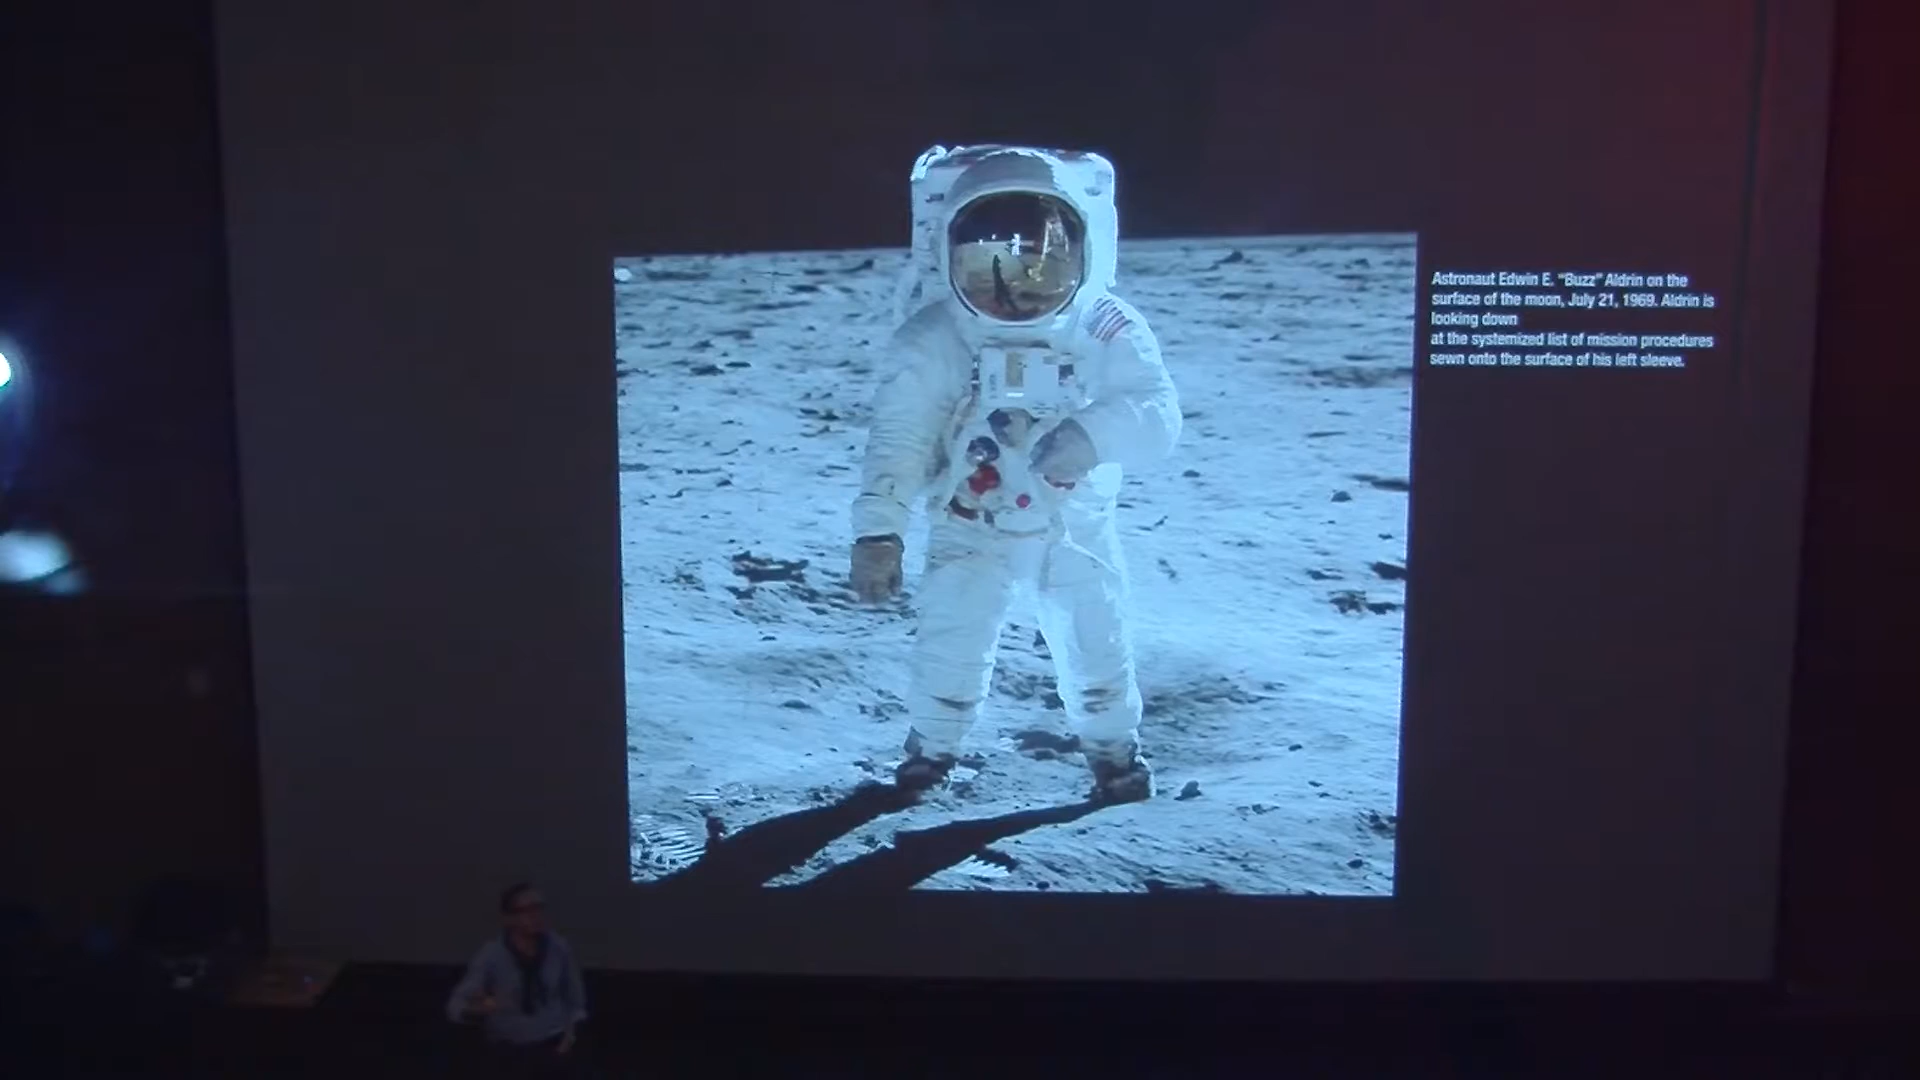 Astronaut Edwin E. “Buzz” Aldrin on the
surface of the moon, July 21, 1969. Aldrin is
looking down
at the systemized list of mission procedures
sewn onto the surface of his left sleeve.